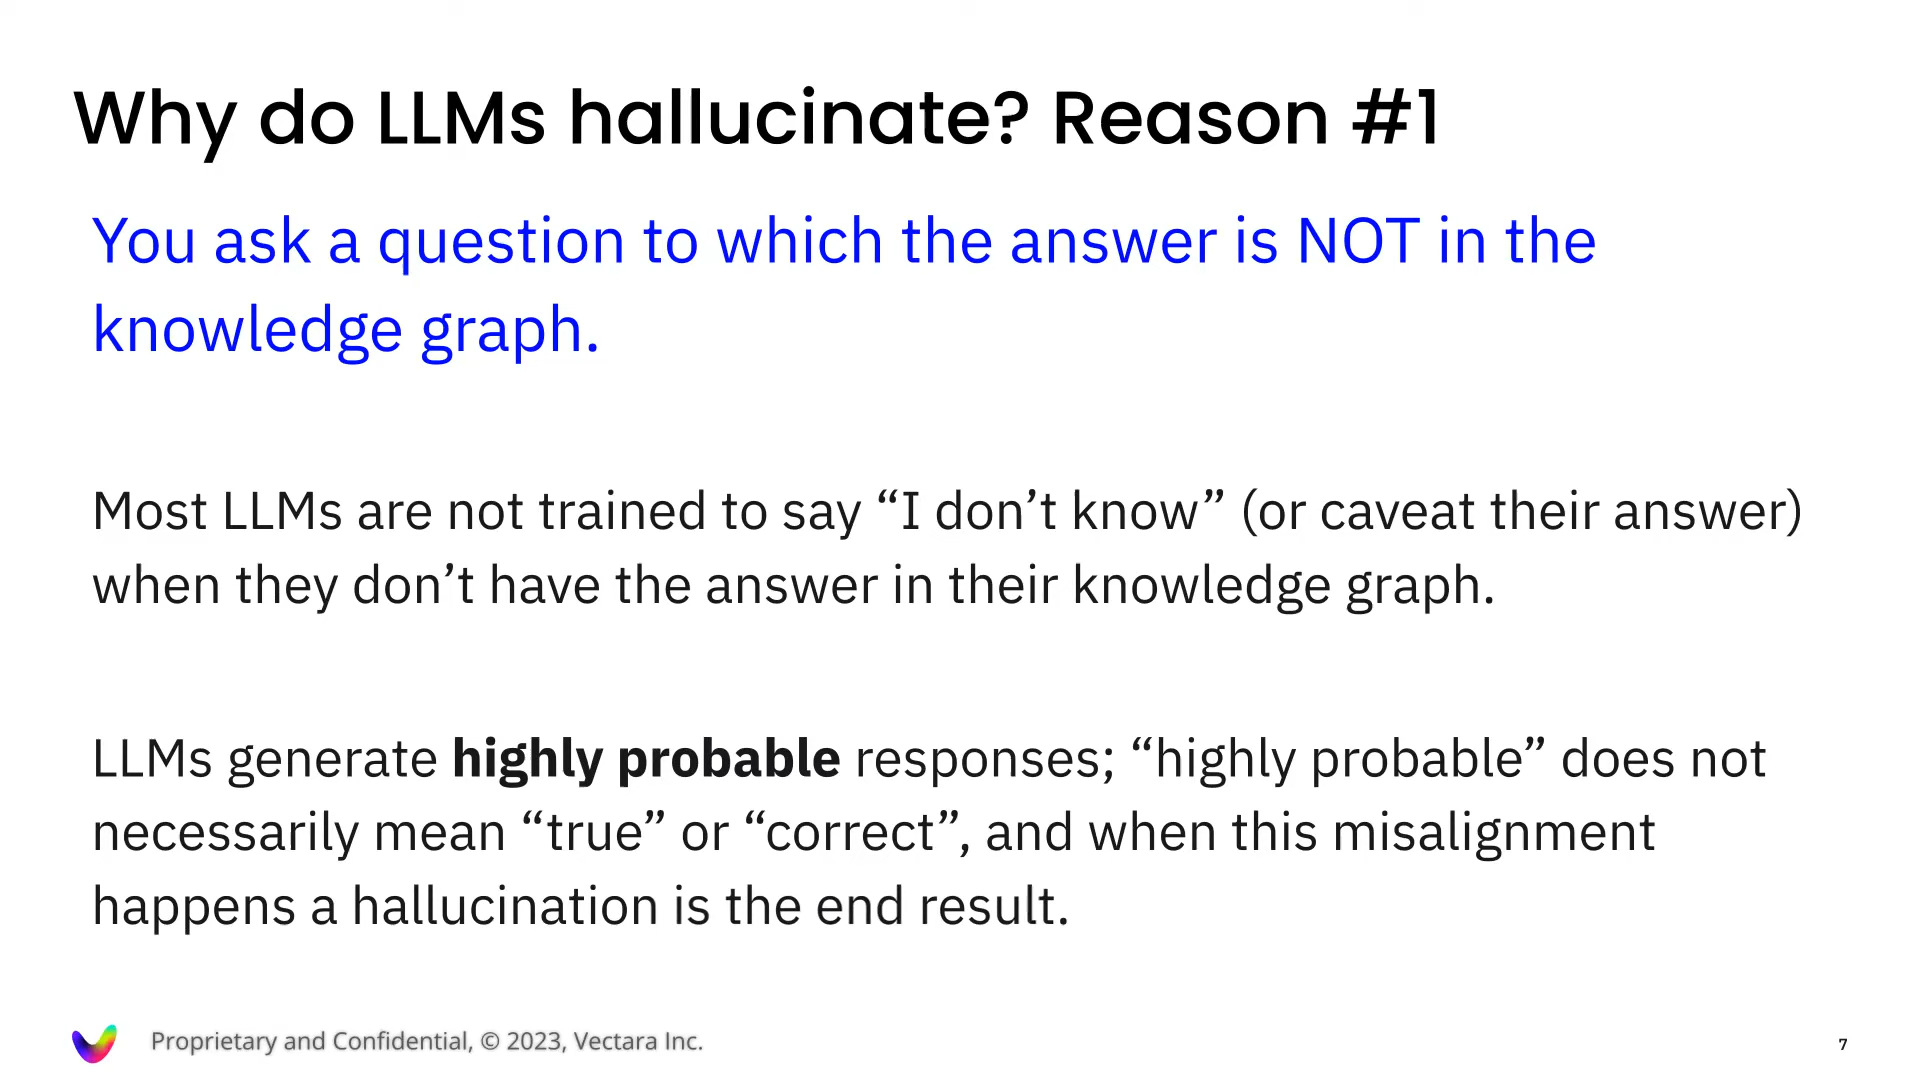 Why do LLMs hallucinate? Reason #1
You ask a question to which the answer is NOT in the
knowledge graph.
Most LLMs are not trained to say “I don’t know” (or caveat their answer)
when they don’t have the answer in their knowledge graph.
LLMs generate highly probable responses; “highly probable” does not
necessarily mean “true” or “correct”, and when this misalignment
happens a hallucination is the end result.
Proprietary and Confidential, © 2023, Vectara Inc.
7